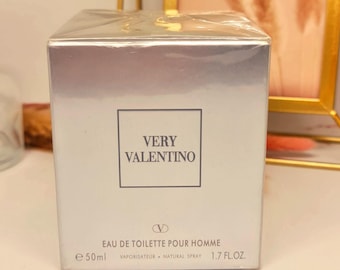 VERY
VALENTINO
EAU DE TOILETTE POUR HOMME
e 50ml VAPORISATEUR • NATURAL SPRAY 1.7 FL.OZ.